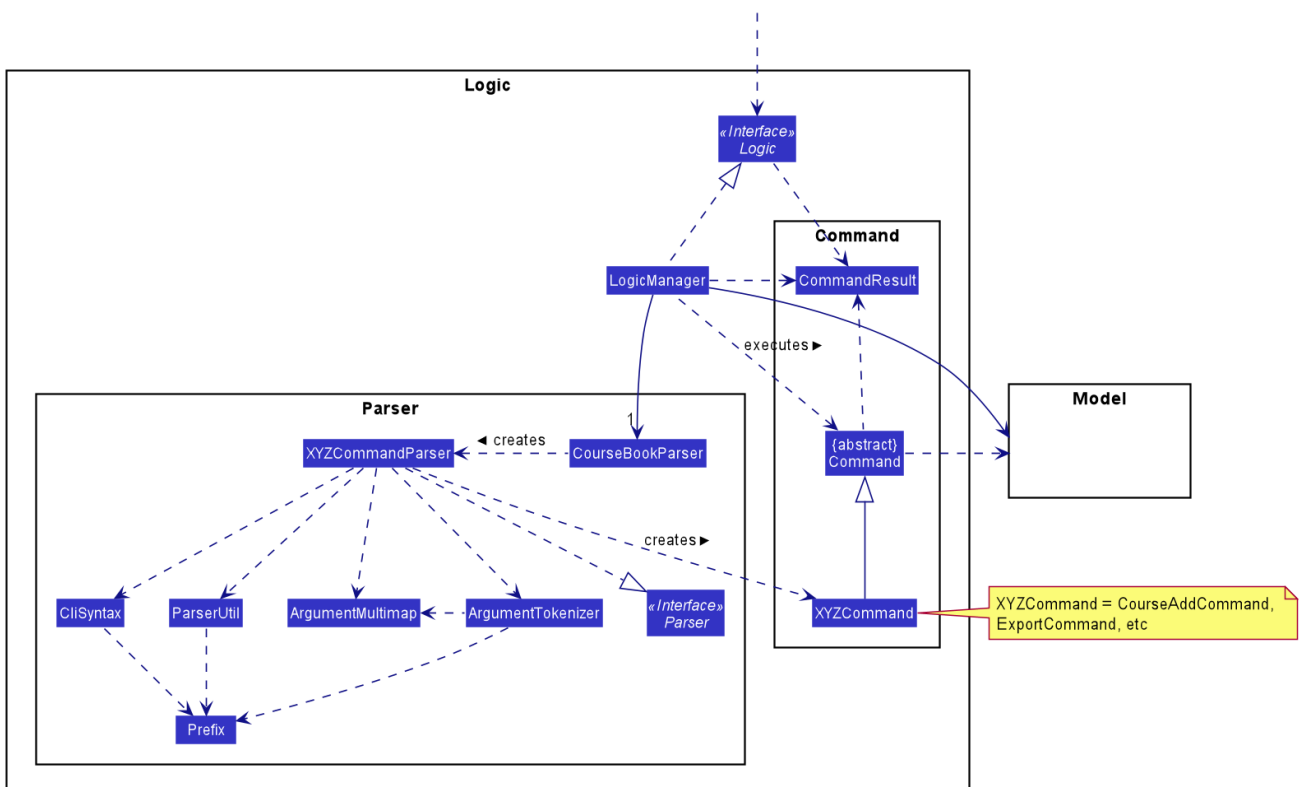 Logic
«Interface»
Logic
Command
LogicManager
CommandResult
executes ►
Parser
Model
1
XYZCommandParser
◄ creates
CourseBookParser
{abstract}
Command
creates ►
CliSyntax
ParserUtil
ArgumentMultimap
ArgumentTokenizer
«Interface»
Parser
XYZCommand
XYZCommand = CourseAddCommand,
ExportCommand, etc
Prefix